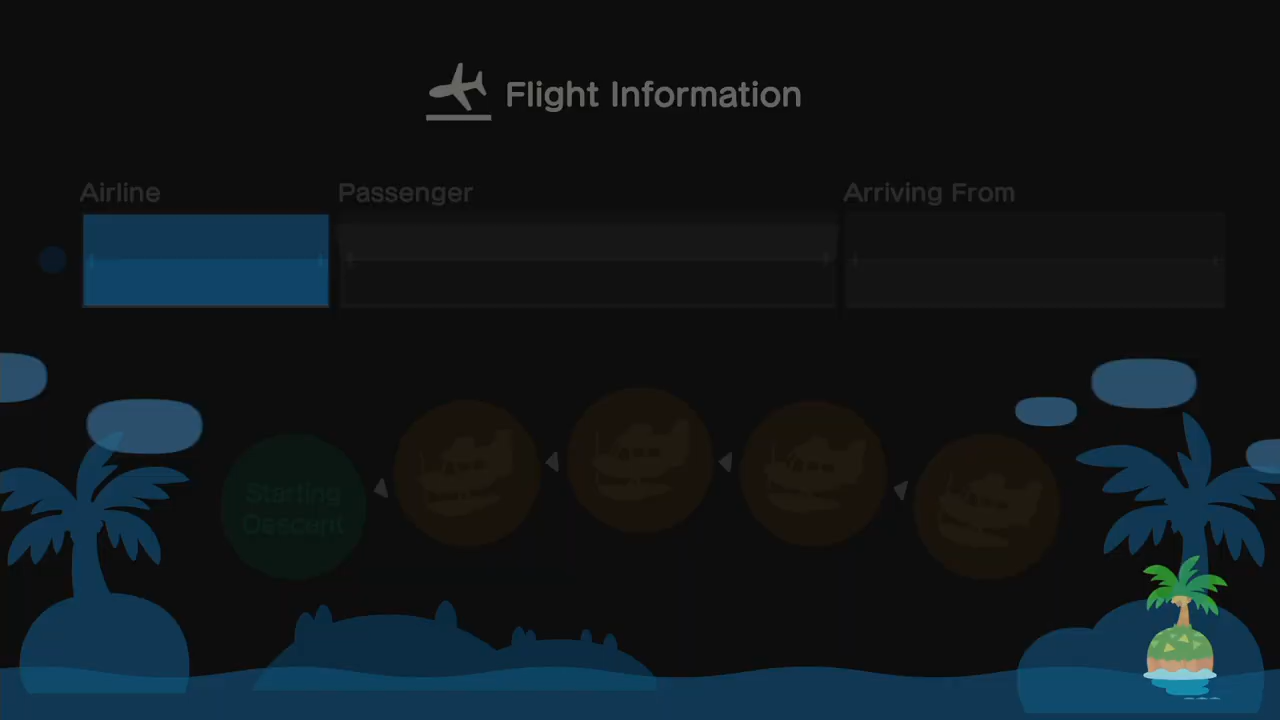 Flight Information
Airline
Passenger
Arriving From
Starting
Descent